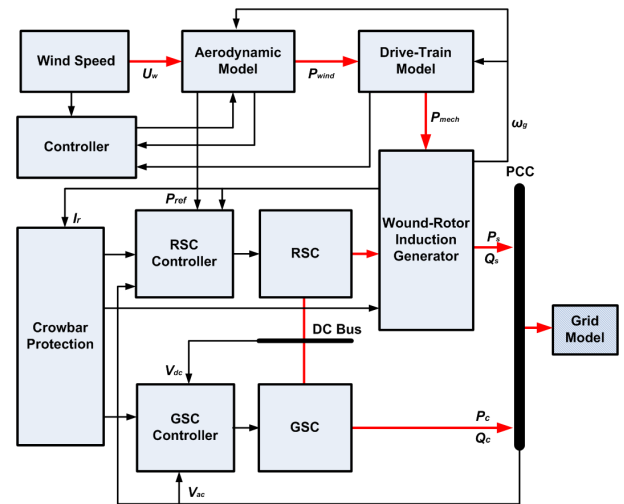 Wind Speed
Uw
Aerodynamic
Model
Pwind
Drive-Train
Model
Pmech
ωg
Controller
PCC
Ir
Pref
RSC
Controller
RSC
Wound-Rotor
Induction
Generator
Ps
Qs
Crowbar
Protection
DC Bus
Grid
Model
Vdc
GSC
Controller
GSC
Pc
Qc
Vac